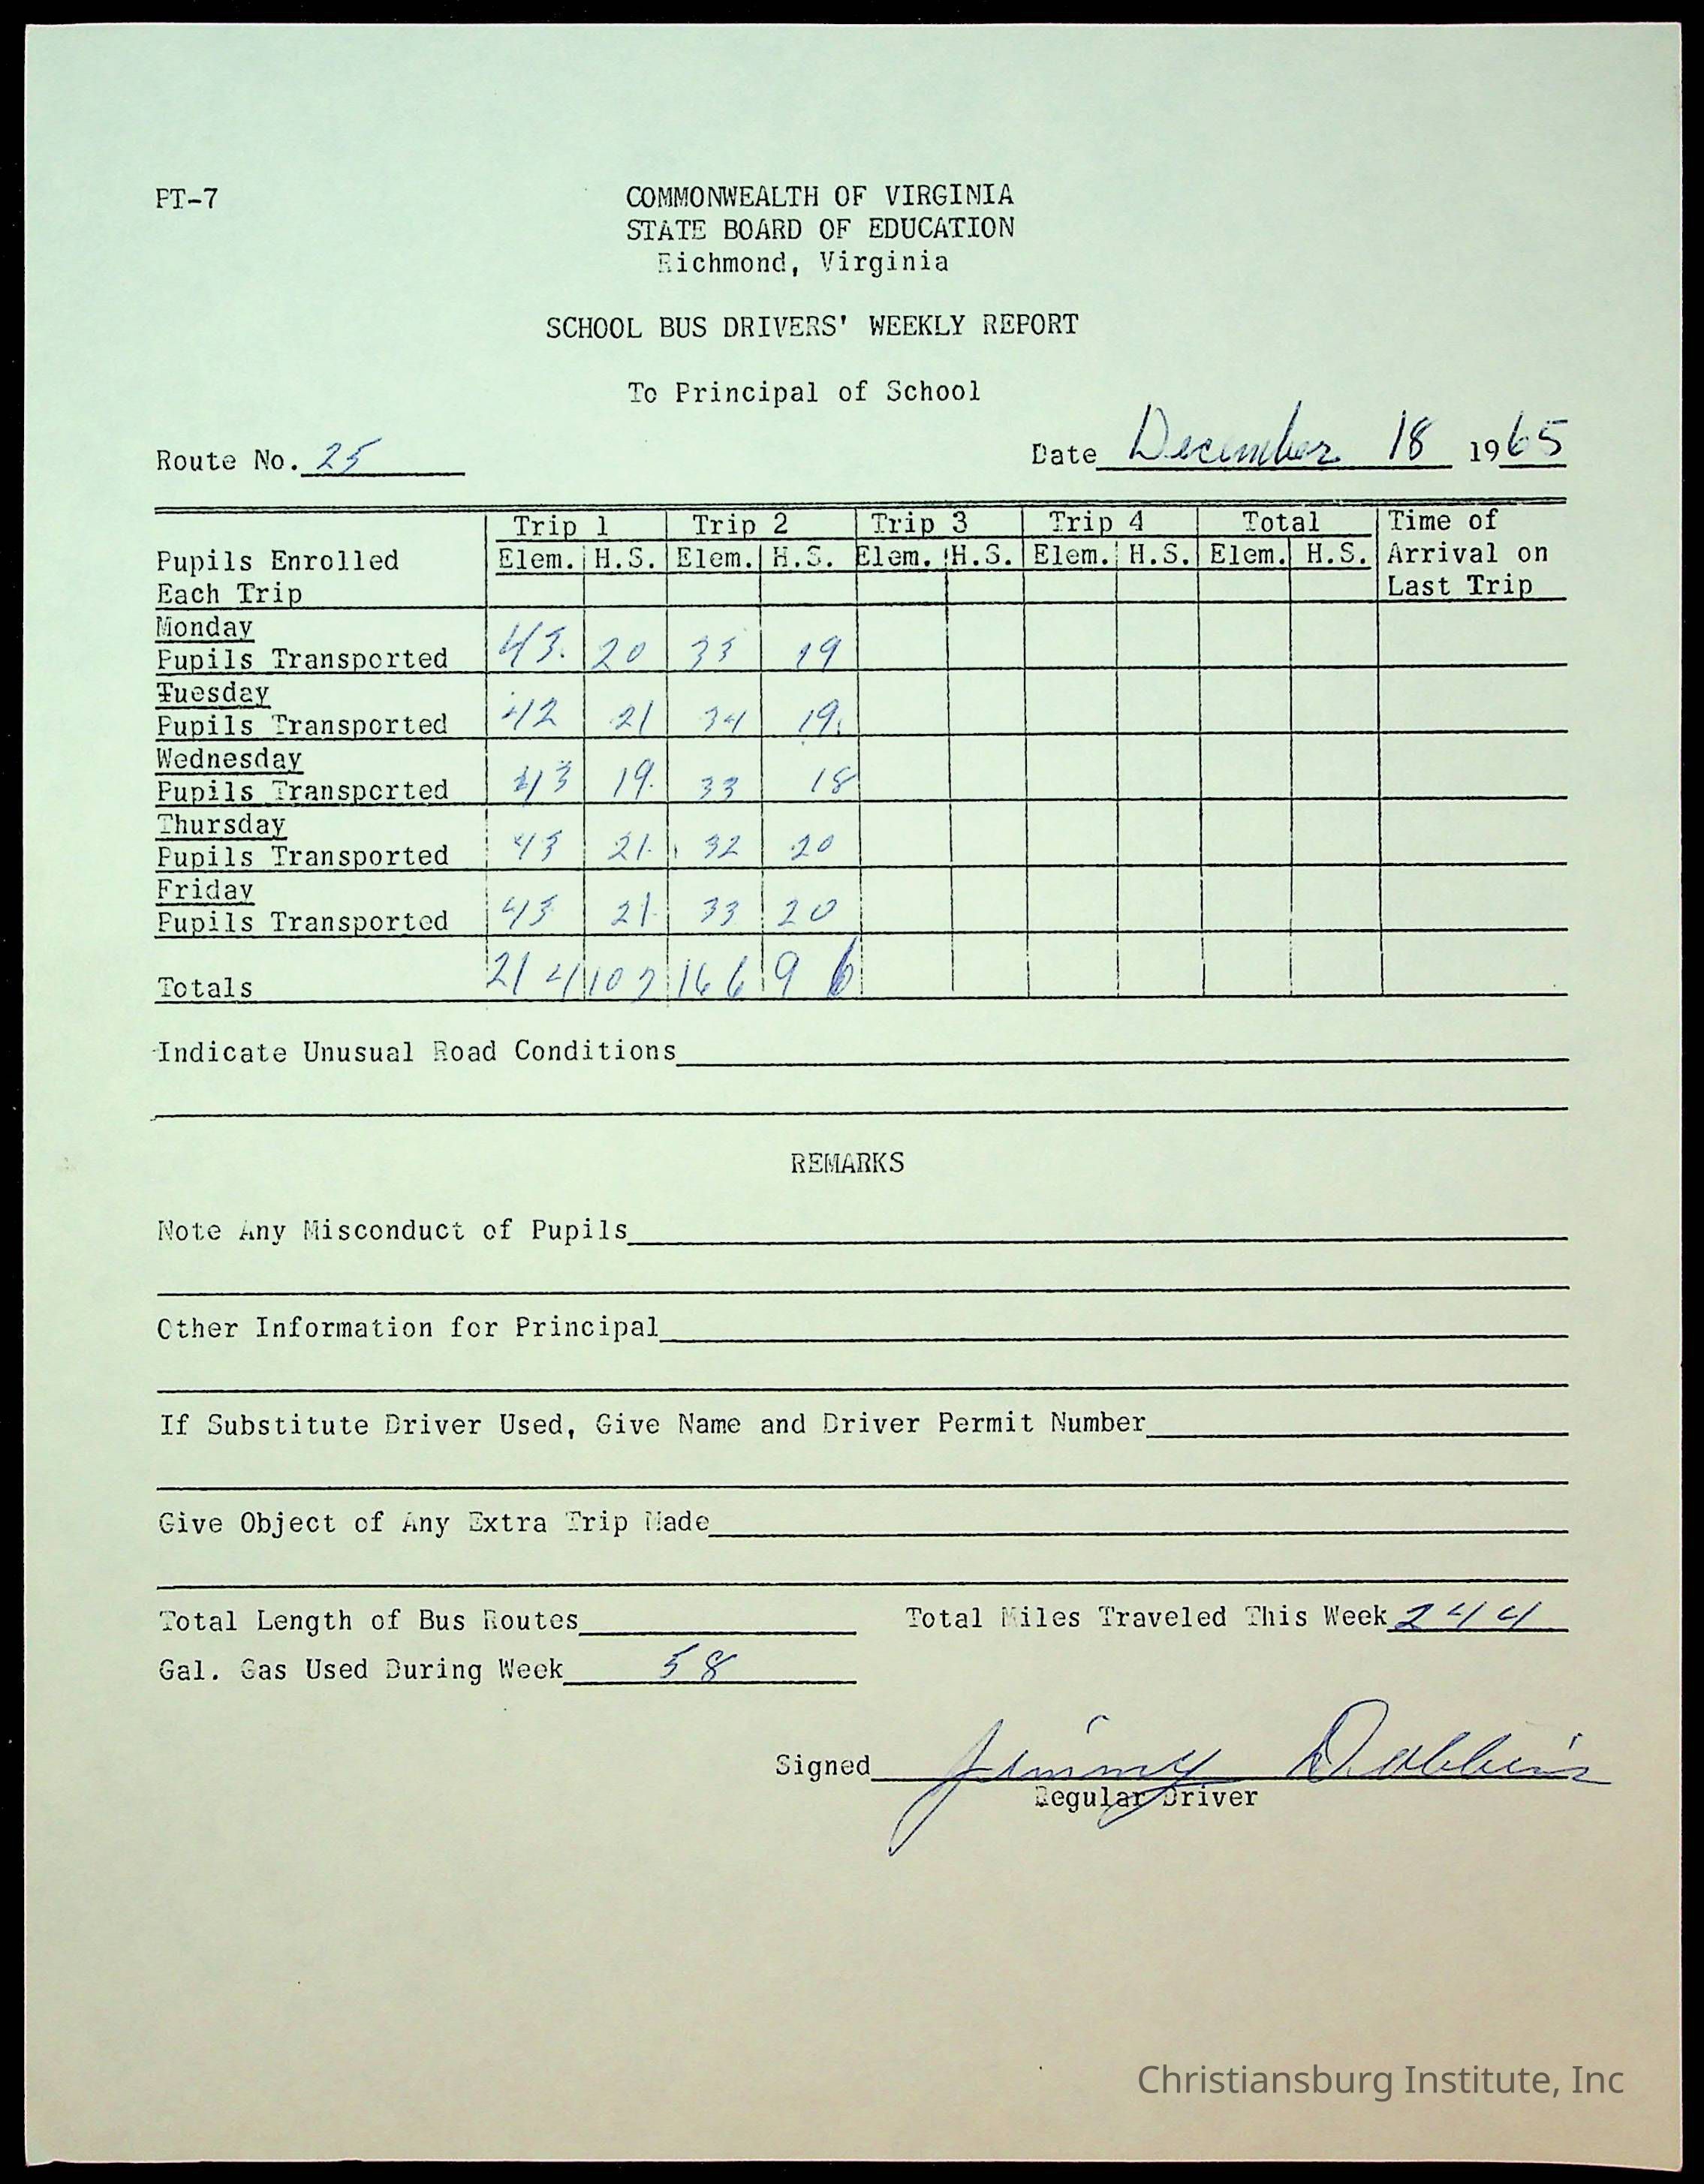 PT-7
COMMONWEALTH OF VIRGINIA
STATE BOARD OF EDUCATION
Richmond, Virginia
SCHOOL BUS DRIVERS' WEEKLY REPORT
To Principal of School
Route No. 25 Date December 18 1965
Trip 1 Trip 2 Trip 3 Trip 4 Total Time of
Pupils Enrolled Elem. H.S. Elem. H.S. Elem. H.S. Elem. H.S. Elem. H.S. Arrival on
Each Trip Last Trip
Monday
Pupils Transported 43. 20 33 19
Tuesday
Pupils Transported 42 21 34 19.
Wednesday
Pupils Transported 43 19. 33 18
Thursday
Pupils Transported 43 21. 32 20
Friday
Pupils Transported 43 21. 33 20
Totals 214 102 166 96
Indicate Unusual Road Conditions
REMARKS
Note Any Misconduct of Pupils
Other Information for Principal
If Substitute Driver Used, Give Name and Driver Permit Number
Give Object of Any Extra Trip Made
Total Length of Bus Routes Total Miles Traveled This Week 244
Gal. Gas Used During Week 58
Signed Jimmy Dobbins
Regular Driver
Christiansburg Institute, Inc